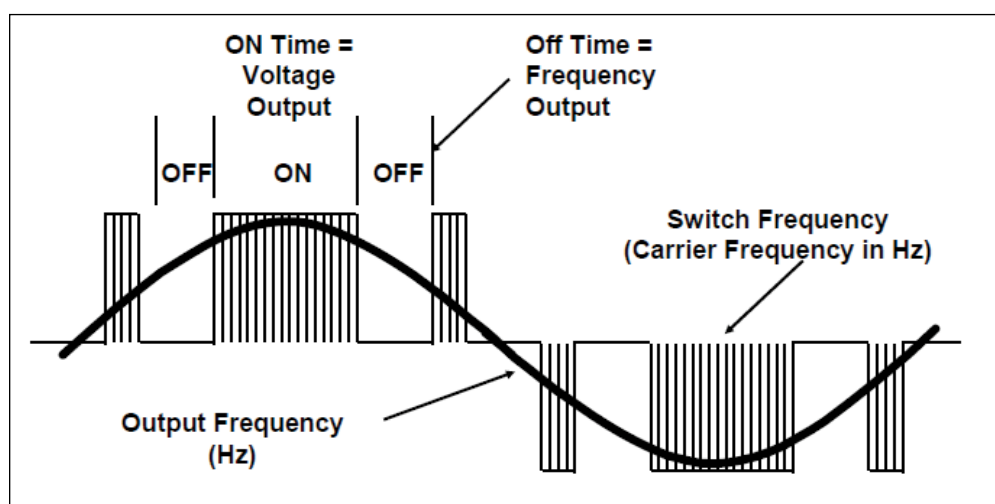 ON Time =
Voltage
Output
Off Time =
Frequency
Output
OFF
ON
OFF
Switch Frequency
(Carrier Frequency in Hz)
Output Frequency
(Hz)